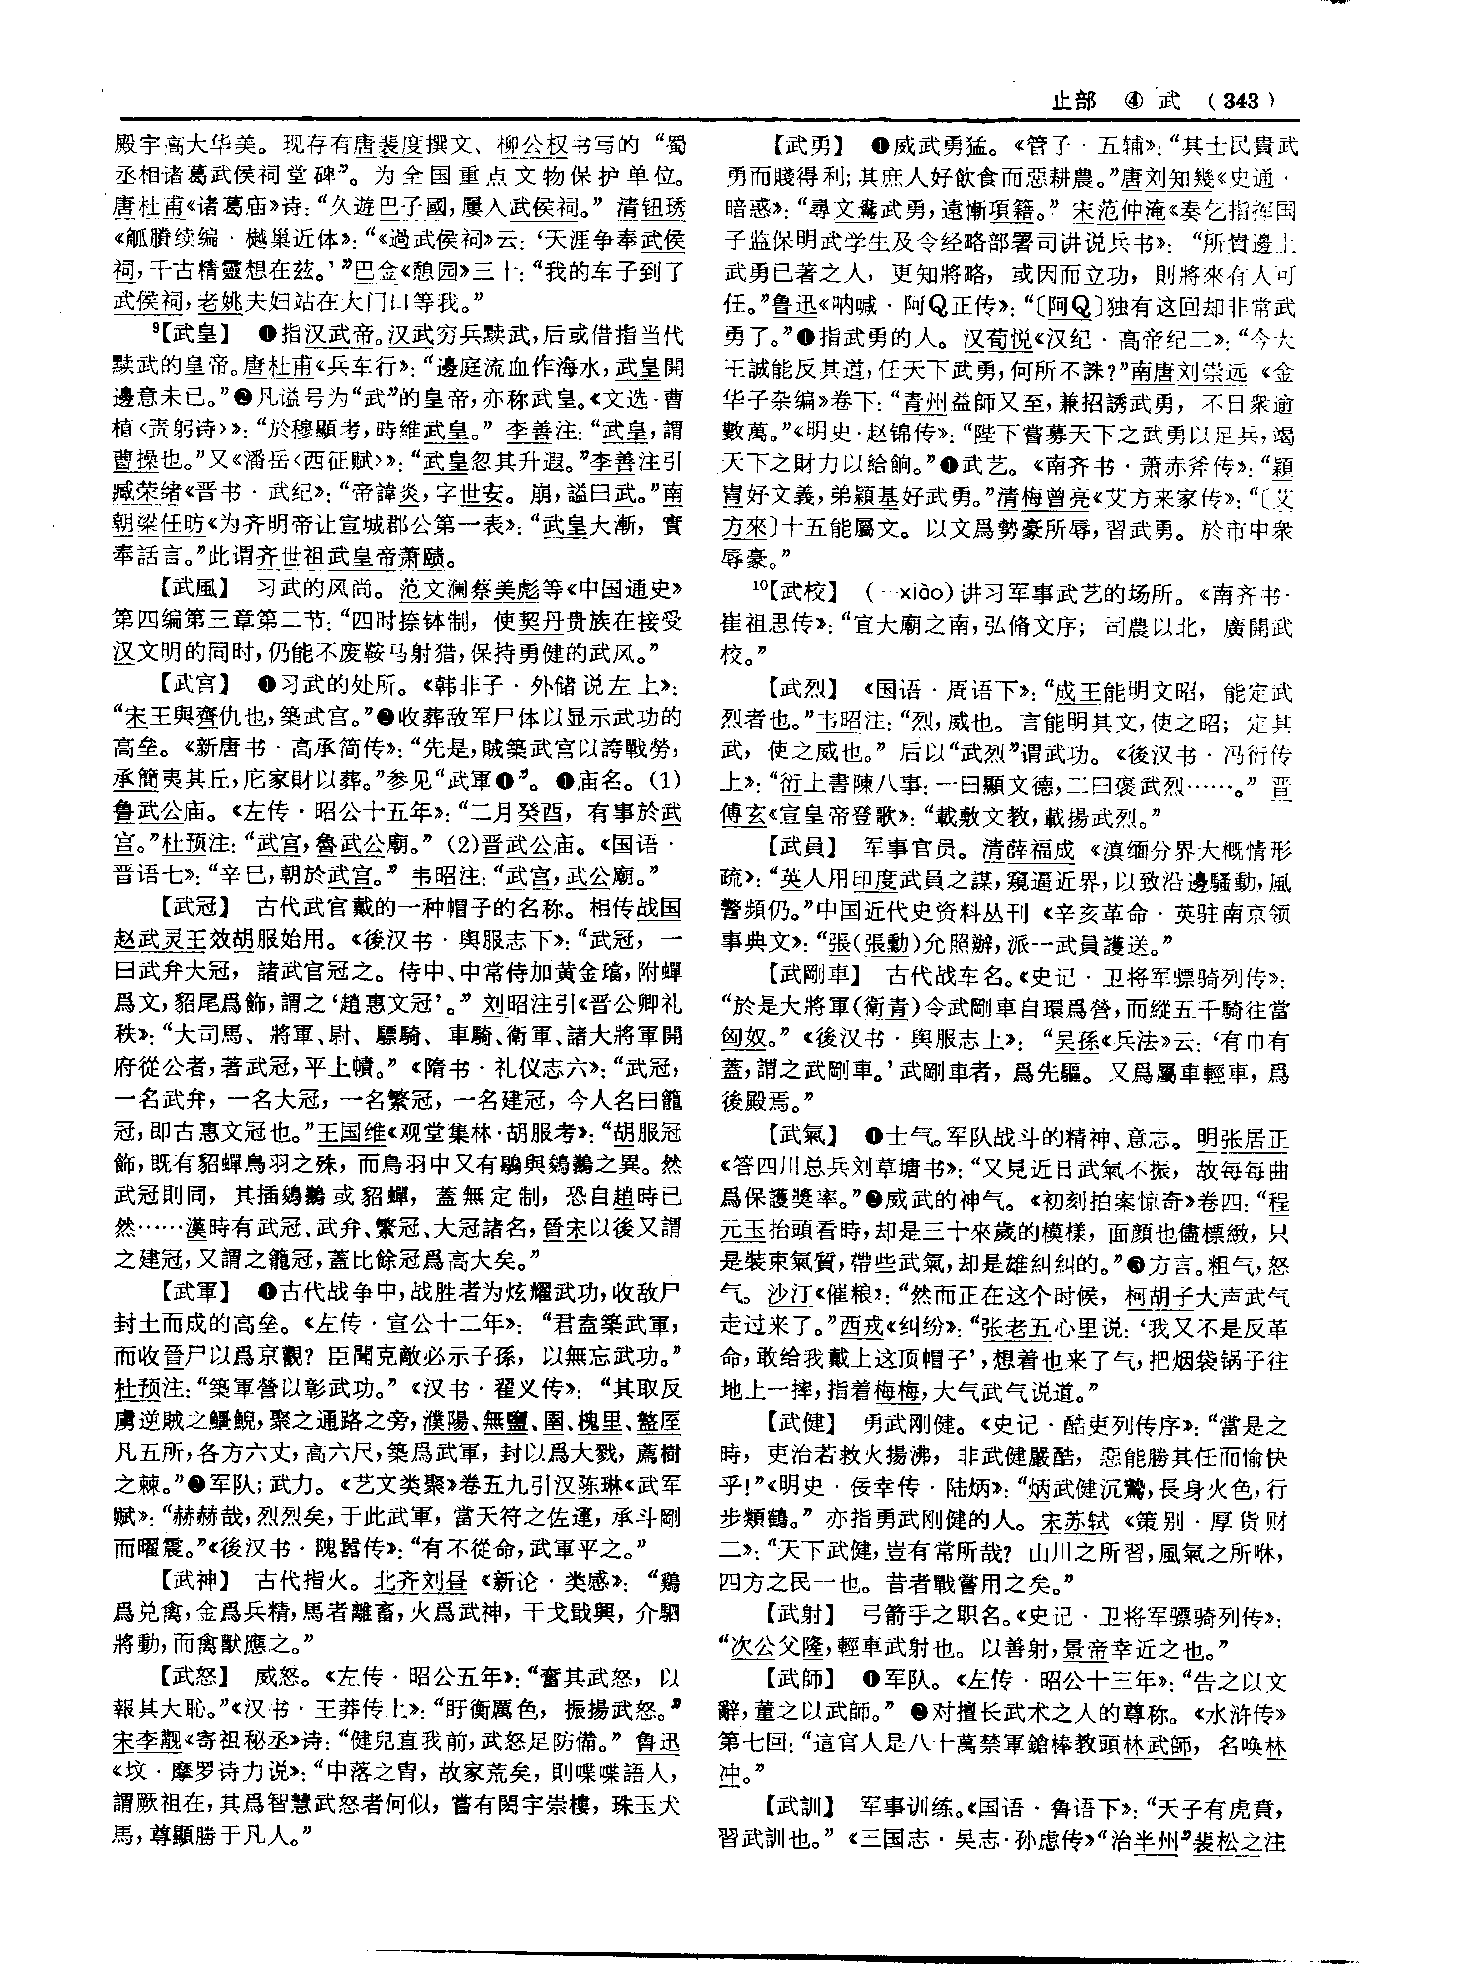 止部 ④ 武 (343)
殿宇高大华美。现存有唐裴度撰文、柳公权书写的“蜀
丞相诸葛武侯祠堂碑”。为全国重点文物保护单位。
唐杜甫《诸葛庙》诗:“久遊巴子國,屢入武侯祠。”清钮琇
《觚賸续编·樾巢近体》:“《過武侯祠》云:‘天涯争奉武侯
祠,千古精靈想在兹。’”巴金《憩园》三十:“我的车子到了
武侯祠,老姚夫妇站在大门口等我。”
⁹【武皇】 ❶指汉武帝。汉武穷兵黩武,后或借指当代
黩武的皇帝。唐杜甫《兵车行》:“邊庭流血作海水,武皇開
邊意未已。”❷凡谥号为“武”的皇帝,亦称武皇。《文选·曹
植〈责躬诗〉》:“於穆顯考,時維武皇。”李善注:“武皇,謂
曹操也。”又《潘岳〈西征赋〉》:“武皇忽其升遐。”李善注引
臧荣绪《晋书·武纪》:“帝諱炎,字世安。崩,謚曰武。”南
朝梁任昉《为齐明帝让宣城郡公第一表》:“武皇大漸,實
奉話言。”此谓齐世祖武皇帝萧赜。
【武風】 习武的风尚。范文澜蔡美彪等《中国通史》
第四编第三章第二节:“四时捺钵制,使契丹贵族在接受
汉文明的同时,仍能不废鞍马射猎,保持勇健的武风。”
【武宫】 ❶习武的处所。《韩非子·外储说左上》:
“宋王與齊仇也,築武宫。”❷收葬敌军尸体以显示武功的
高垒。《新唐书·高承简传》:“先是,賊築武宫以誇戰勞,
承簡夷其丘,庀家財以葬。”参见“武軍❶”。❶庙名。(1)
鲁武公庙。《左传·昭公十五年》:“二月癸酉,有事於武
宫。”杜预注:“武宫,魯武公廟。”(2)晋武公庙。《国语·
晋语七》:“辛巳,朝於武宫。”韦昭注:“武宫,武公廟。”
【武冠】 古代武官戴的一种帽子的名称。相传战国
赵武灵王效胡服始用。《後汉书·舆服志下》:“武冠,一
曰武弁大冠,諸武官冠之。侍中、中常侍加黄金璫,附蟬
爲文,貂尾爲飾,謂之‘趙惠文冠’。”刘昭注引《晋公卿礼
秩》:“大司馬、將軍、尉、驃騎、車騎、衛軍、諸大將軍開
府從公者,著武冠,平上幘。”《隋书·礼仪志六》:“武冠,
一名武弁,一名大冠,一名繁冠,一名建冠,今人名曰籠
冠,即古惠文冠也。”王国维《观堂集林·胡服考》:“胡服冠
飾,既有貂蟬鳥羽之殊,而鳥羽中又有鶡與鵕鸃之異。然
武冠則同,其插鵕鸃或貂蟬,蓋無定制,恐自趙時已
然……漢時有武冠、武弁、繁冠、大冠諸名,晉宋以後又謂
之建冠,又謂之籠冠,蓋比餘冠爲高大矣。”
【武軍】 ❶古代战争中,战胜者为炫耀武功,收敌尸
封土而成的高垒。《左传·宣公十二年》:“君盍築武軍,
而收晉尸以爲京觀?臣聞克敵必示子孫,以無忘武功。”
杜预注:“築軍營以彰武功。”《汉书·翟义传》:“其取反
虜逆賊之鱷鯢,聚之通路之旁,濮陽、無鹽、圉、槐里、盩厔
凡五所,各方六丈,高六尺,築爲武軍,封以爲大戮,薦樹
之棘。”❷军队;武力。《艺文类聚》卷五九引汉陈琳《武军
赋》:“赫赫哉,烈烈矣,于此武軍,當天符之佐運,承斗剛
而曜震。”《後汉书·隗嚣传》:“有不從命,武軍平之。”
【武神】 古代指火。北齐刘昼《新论·类感》:“鷄
爲兑禽,金爲兵精,馬者離畜,火爲武神,干戈戢興,介駟
將動,而禽獸應之。”
【武怒】 威怒。《左传·昭公五年》:“奮其武怒,以
報其大恥。”《汉书·王莽传上》:“盱衡厲色,振揚武怒。”
宋李觏《寄祖秘丞》诗:“健兒直我前,武怒足防備。”鲁迅
《坟·摩罗诗力说》:“中落之胄,故家荒矣,則喋喋語人,
謂厥祖在,其爲智慧武怒者何似,嘗有閎宇崇樓,珠玉犬
馬,尊顯勝于凡人。”
【武勇】 ❶威武勇猛。《管子·五辅》:“其士民貴武
勇而賤得利;其庶人好飲食而惡耕農。”唐刘知幾《史通·
暗惑》:“尋文鴦武勇,遠慚項籍。”宋范仲淹《奏乞指挥国
子监保明武学生及令经略部署司讲说兵书》:“所貴邊上
武勇已著之人,更知將略,或因而立功,則將來有人可
任。”鲁迅《呐喊·阿Q正传》:“〔阿Q〕独有这回却非常武
勇了。”❶指武勇的人。汉荀悦《汉纪·高帝纪二》:“今大
王誠能反其道,任天下武勇,何所不誅?”南唐刘崇远《金
华子杂编》卷下:“青州益師又至,兼招誘武勇,不日衆逾
數萬。”《明史·赵锦传》:“陛下嘗募天下之武勇以足兵,竭
天下之財力以給餉。”❶武艺。《南齐书·萧赤斧传》:“穎
胄好文義,弟穎基好武勇。”清梅曾亮《艾方来家传》:“〔艾
方來〕十五能屬文。以文爲勢豪所辱,習武勇。於市中衆
辱豪。”
¹⁰【武校】 (-xiào)讲习军事武艺的场所。《南齐书·
崔祖思传》:“宜大廟之南,弘脩文序;司農以北,廣開武
校。”
【武烈】 《国语·周语下》:“成王能明文昭,能定武
烈者也。”韦昭注:“烈,威也。言能明其文,使之昭;定其
武,使之威也。”后以“武烈”谓武功。《後汉书·冯衍传
上》:“衍上書陳八事:一曰顯文德,二曰褒武烈……。”晋
傅玄《宣皇帝登歌》:“載敷文教,載揚武烈。”
【武員】 军事官员。清薛福成《滇缅分界大概情形
疏》:“英人用印度武員之謀,窺逼近界,以致沿邊騷動,風
警頻仍。”中国近代史资料丛刊《辛亥革命·英驻南京领
事典文》:“張(張勳)允照辦,派一武員護送。”
【武剛車】 古代战车名。《史记·卫将军骠骑列传》:
“於是大將軍(衛青)令武剛車自環爲營,而縱五千騎往當
匈奴。”《後汉书·舆服志上》:“吴孫《兵法》云:‘有巾有
蓋,謂之武剛車。’武剛車者,爲先驅。又爲屬車輕車,爲
後殿焉。”
【武氣】 ❶士气。军队战斗的精神、意志。明张居正
《答四川总兵刘草塘书》:“又見近日武氣不振,故每每曲
爲保護獎率。”❷威武的神气。《初刻拍案惊奇》卷四:“程
元玉抬頭看時,却是三十來歲的模樣,面顔也儘標緻,只
是裝束氣質,帶些武氣,却是雄糾糾的。”❸方言。粗气,怒
气。沙汀《催粮》:“然而正在这个时候,柯胡子大声武气
走过来了。”西戎《纠纷》:“张老五心里说:‘我又不是反革
命,敢给我戴上这顶帽子’,想着也来了气,把烟袋锅子往
地上一摔,指着梅梅,大气武气说道。”
【武健】 勇武刚健。《史记·酷吏列传序》:“當是之
時,吏治若救火揚沸,非武健嚴酷,惡能勝其任而愉快
乎!”《明史·佞幸传·陆炳》:“炳武健沉鷙,長身火色,行
步類鶴。”亦指勇武刚健的人。宋苏轼《策别·厚货财
二》:“天下武健,豈有常所哉?山川之所習,風氣之所咻,
四方之民一也。昔者戰嘗用之矣。”
【武射】 弓箭手之职名。《史记·卫将军骠骑列传》:
“次公父隆,輕車武射也。以善射,景帝幸近之也。”
【武師】 ❶军队。《左传·昭公十三年》:“告之以文
辭,董之以武師。”❷对擅长武术之人的尊称。《水浒传》
第七回:“這官人是八十萬禁軍鎗棒教頭林武師,名唤林
冲。”
【武訓】 军事训练。《国语·鲁语下》:“天子有虎賁,
習武訓也。”《三国志·吴志·孙虑传》“治半州”裴松之注